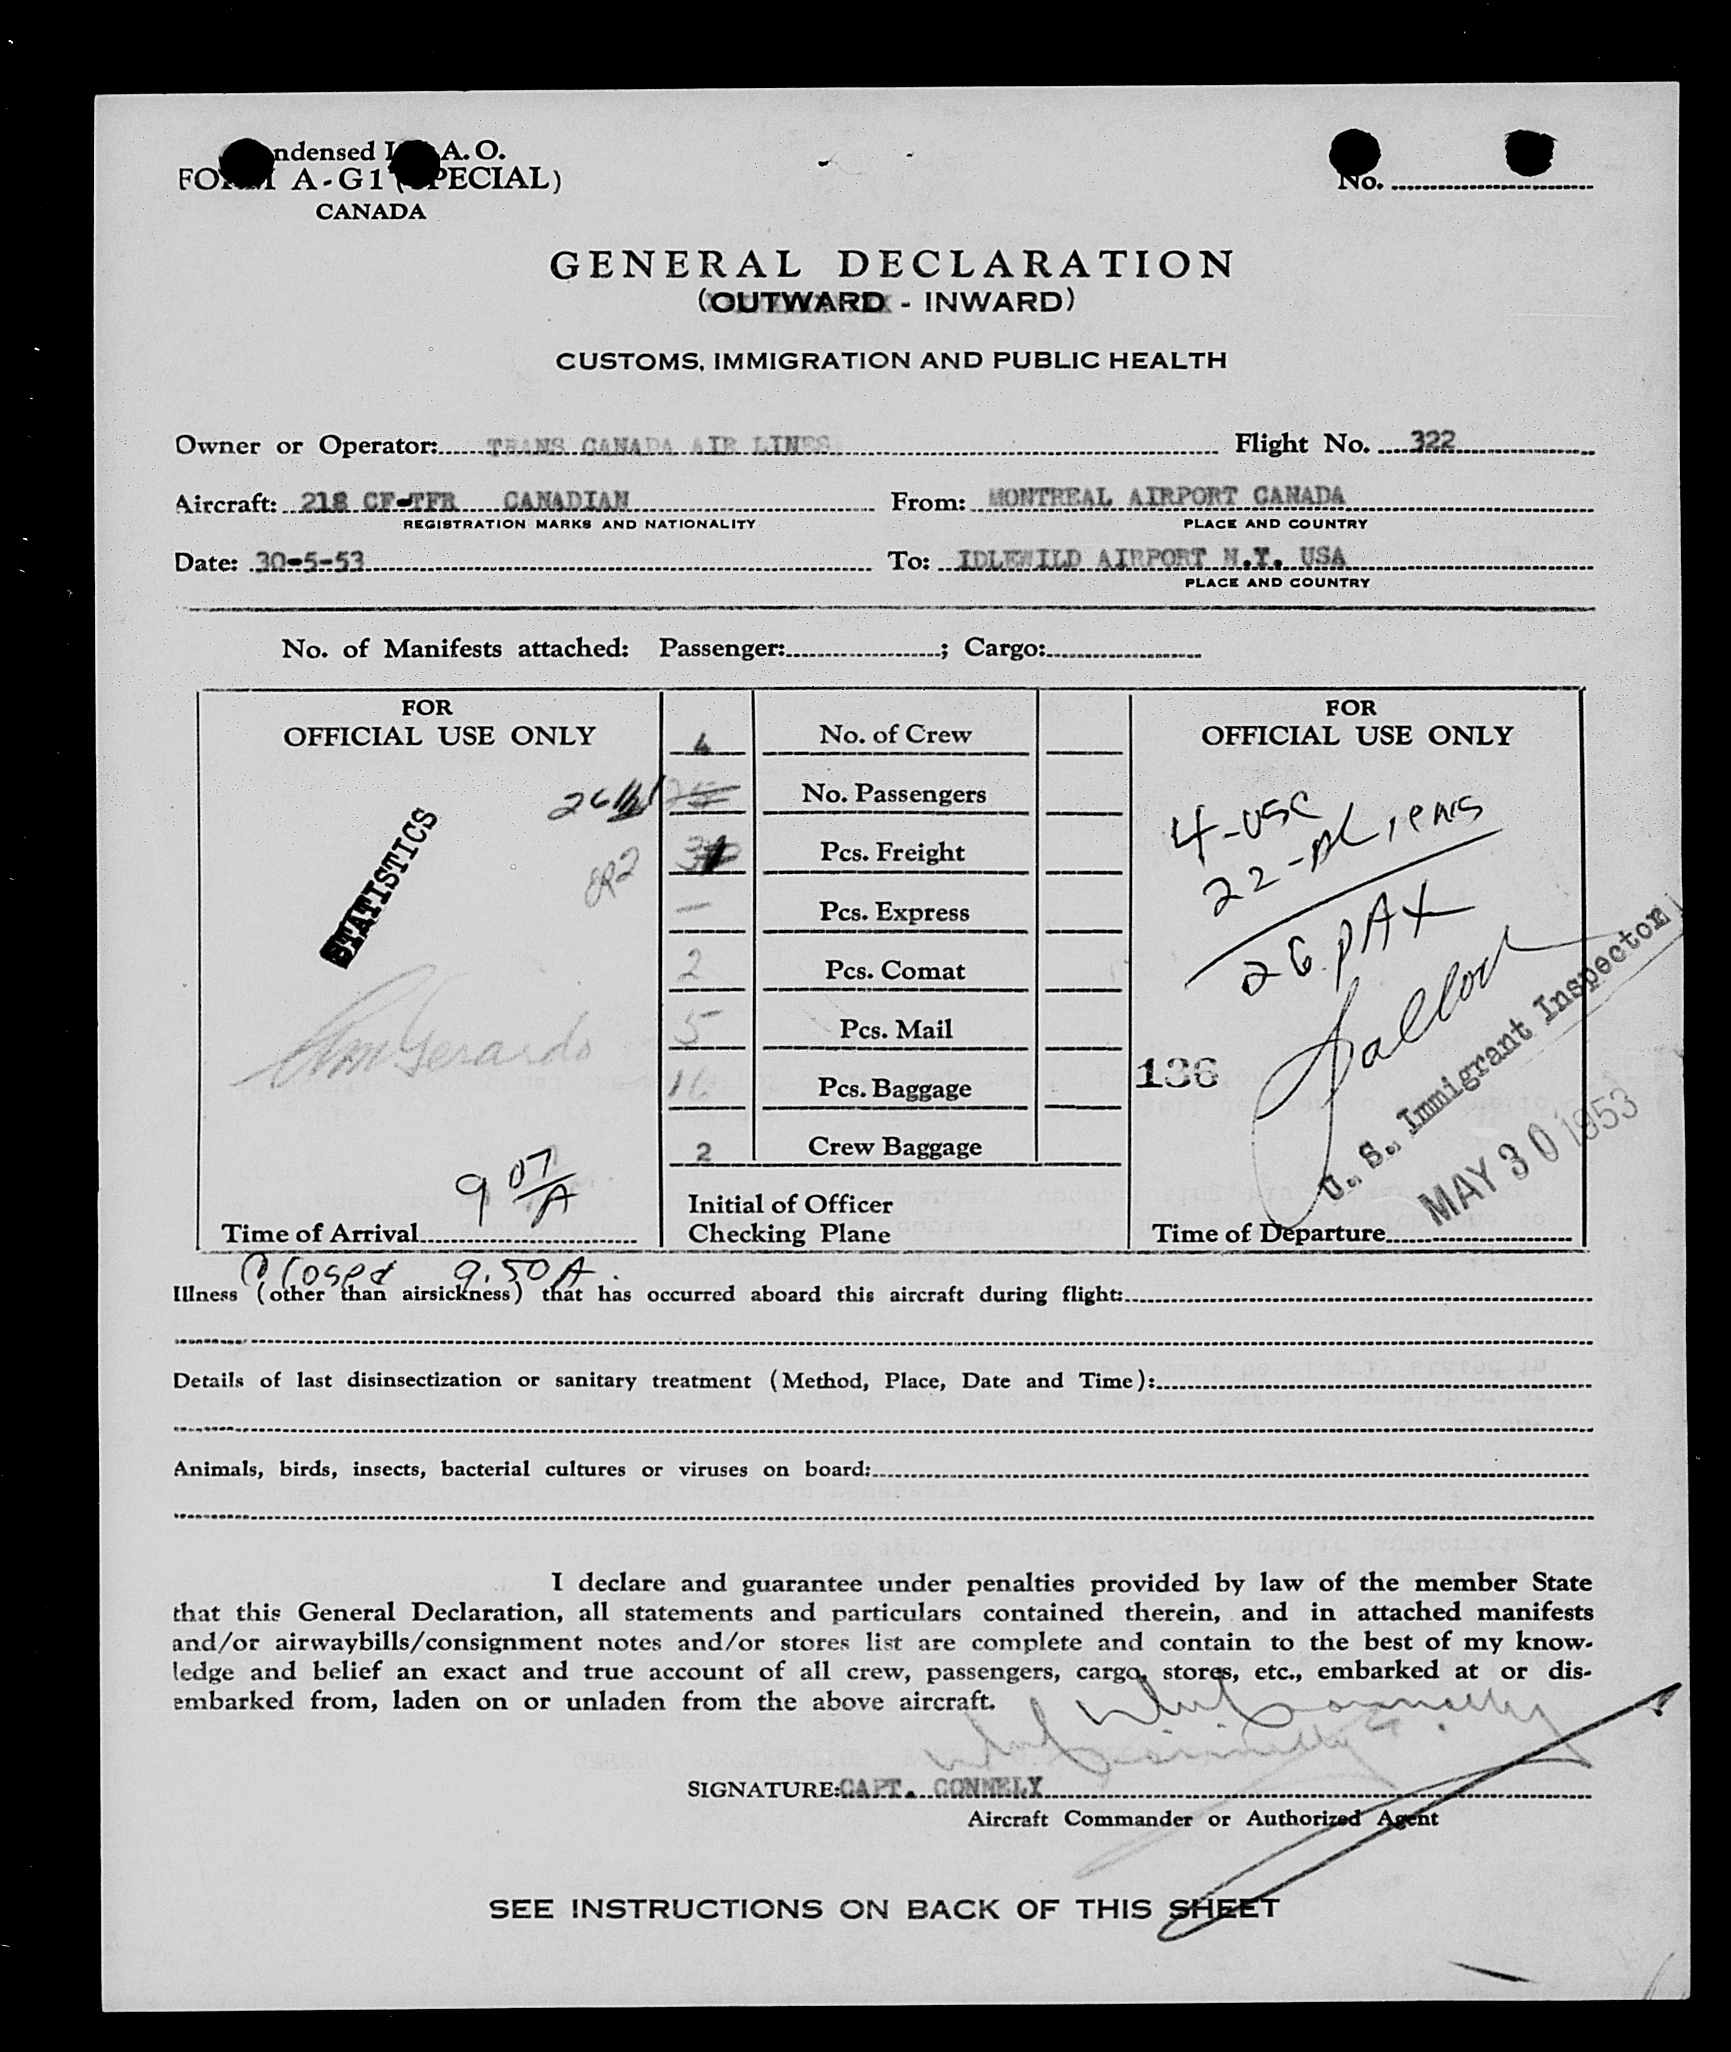 ndensed I A.O.
FORM A-G1 (SPECIAL)
CANADA
No.
GENERAL DECLARATION
(OUTWARD - INWARD)
CUSTOMS, IMMIGRATION AND PUBLIC HEALTH
Owner or Operator: TRANS CANADA AIR LINES Flight No. 322
Aircraft: 218 CF-TFR CANADIAN From: MONTREAL AIRPORT CANADA
REGISTRATION MARKS AND NATIONALITY PLACE AND COUNTRY
Date: 30-5-53 To: IDLEWILD AIRPORT N.Y. USA
PLACE AND COUNTRY
No. of Manifests attached: Passenger: ; Cargo:
FOR
OFFICIAL USE ONLY
STATISTICS
26
9 07/A
Time of Arrival
4 No. of Crew
No. Passengers
Pcs. Freight
— Pcs. Express
2 Pcs. Comat
5 Pcs. Mail
16 Pcs. Baggage
2 Crew Baggage
Initial of Officer
Checking Plane
FOR
OFFICIAL USE ONLY
4-USC
22-Aliens
26 PAX
136
U. S. Immigrant Inspector
MAY 30 1953
Time of Departure
Closed 9.50 A.
Illness (other than airsickness) that has occurred aboard this aircraft during flight:
Details of last disinsectization or sanitary treatment (Method, Place, Date and Time):
Animals, birds, insects, bacterial cultures or viruses on board:
I declare and guarantee under penalties provided by law of the member State
that this General Declaration, all statements and particulars contained therein, and in attached manifests
and/or airwaybills/consignment notes and/or stores list are complete and contain to the best of my know-
ledge and belief an exact and true account of all crew, passengers, cargo, stores, etc., embarked at or dis-
embarked from, laden on or unladen from the above aircraft.
SIGNATURE: CAPT. CONNELY
Aircraft Commander or Authorized Agent
SEE INSTRUCTIONS ON BACK OF THIS SHEET